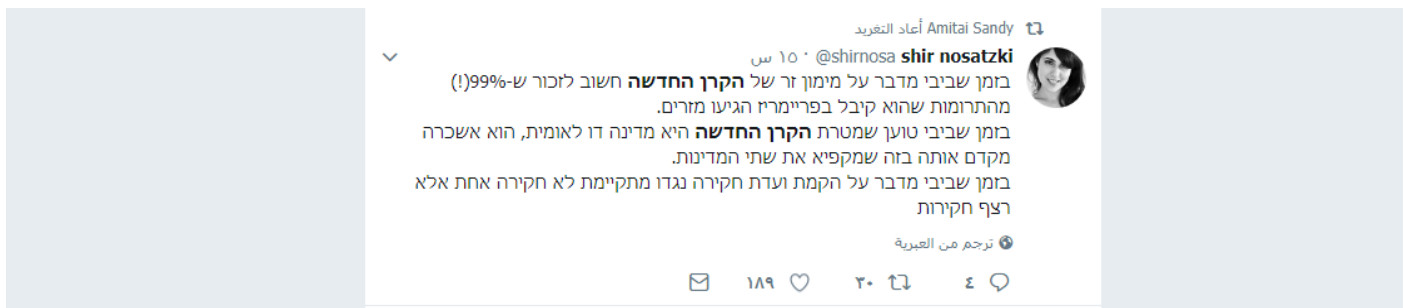 Amitai Sandy أعاد التغريد
shir nosatzki @shirnosa · ١٥ س
בזמן שביבי מדבר על מימון זר של הקרן החדשה חשוב לזכור ש-99%(!)
מהתרומות שהוא קיבל בפריימריז הגיעו מזרים.
בזמן שביבי טוען שמטרת הקרן החדשה היא מדינה דו לאומית, הוא אשכרה
מקדם אותה בזה שמקפיא את שתי המדינות.
בזמן שביבי מדבר על הקמת ועדת חקירה נגדו מתקיימת לא חקירה אחת אלא
רצף חקירות
ترجم من العبرية
٤ ٣٠ ١٨٩